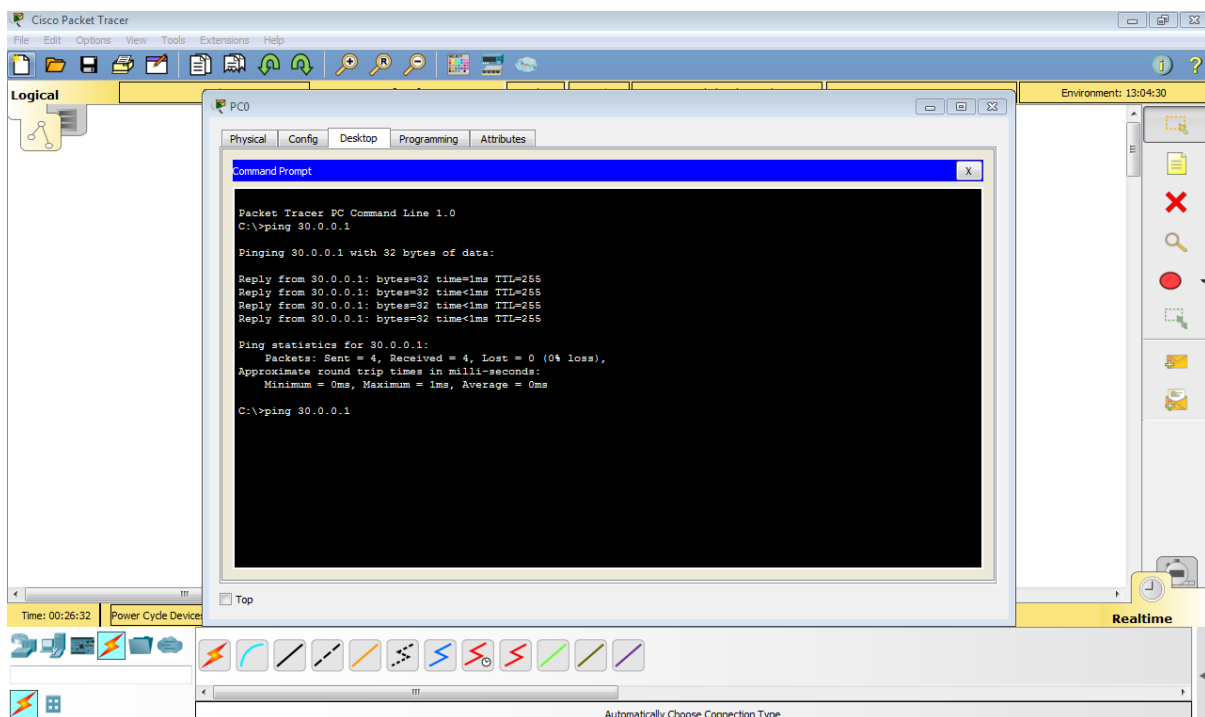 Cisco Packet Tracer
File Edit Options View Tools Extensions Help
Logical
Environment: 13:04:30
PC0
Physical Config Desktop Programming Attributes
Command Prompt
X
Packet Tracer PC Command Line 1.0
C:\>ping 30.0.0.1
Pinging 30.0.0.1 with 32 bytes of data:
Reply from 30.0.0.1: bytes=32 time=1ms TTL=255
Reply from 30.0.0.1: bytes=32 time<1ms TTL=255
Reply from 30.0.0.1: bytes=32 time<1ms TTL=255
Reply from 30.0.0.1: bytes=32 time<1ms TTL=255
Ping statistics for 30.0.0.1:
Packets: Sent = 4, Received = 4, Lost = 0 (0% loss),
Approximate round trip times in milli-seconds:
Minimum = 0ms, Maximum = 1ms, Average = 0ms
C:\>ping 30.0.0.1
Top
Time: 00:26:32 Power Cycle Device
Realtime
Automatically Choose Connection Type